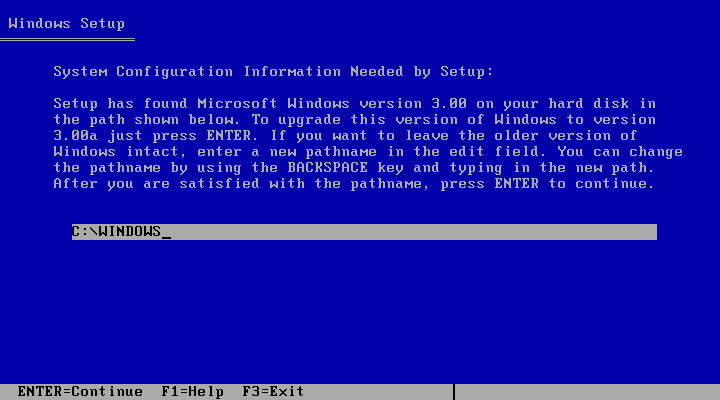 Windows Setup
System Configuration Information Needed by Setup:
Setup has found Microsoft Windows version 3.00 on your hard disk in
the path shown below. To upgrade this version of Windows to version
3.00a just press ENTER. If you want to leave the older version of
Windows intact, enter a new pathname in the edit field. You can change
the pathname by using the BACKSPACE key and typing in the new path.
After you are satisfied with the pathname, press ENTER to continue.
C:\WINDOWS_
ENTER=Continue  F1=Help  F3=Exit